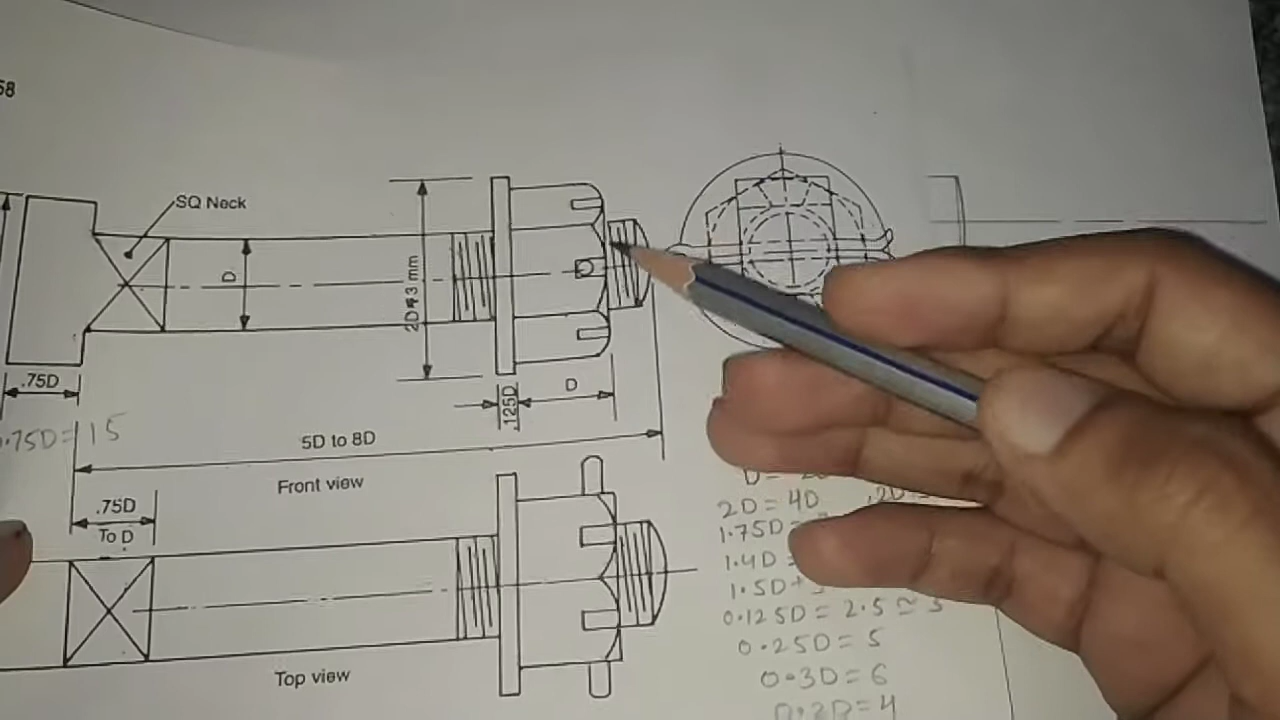 58
SQ Neck
D
2D+3 mm
.75D
.125D
D
0.75D=15
5D to 8D
Front view
.75D
To D
Top view
2D = 4D
1.75D =
1.4D =
1.5D+
0.125D = 2.5 ≃ 3
0.25D = 5
0.3D = 6
0.2D=4